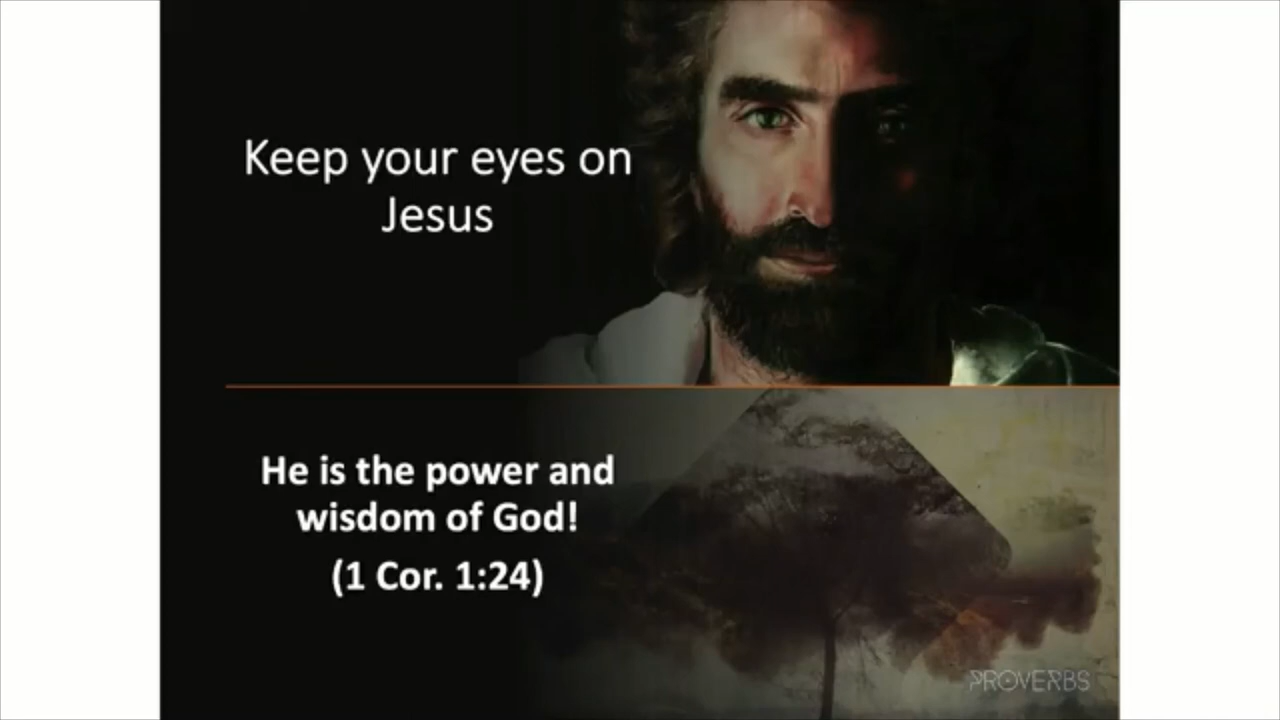 Keep your eyes on
Jesus
He is the power and
wisdom of God!
(1 Cor. 1:24)
PROVERBS